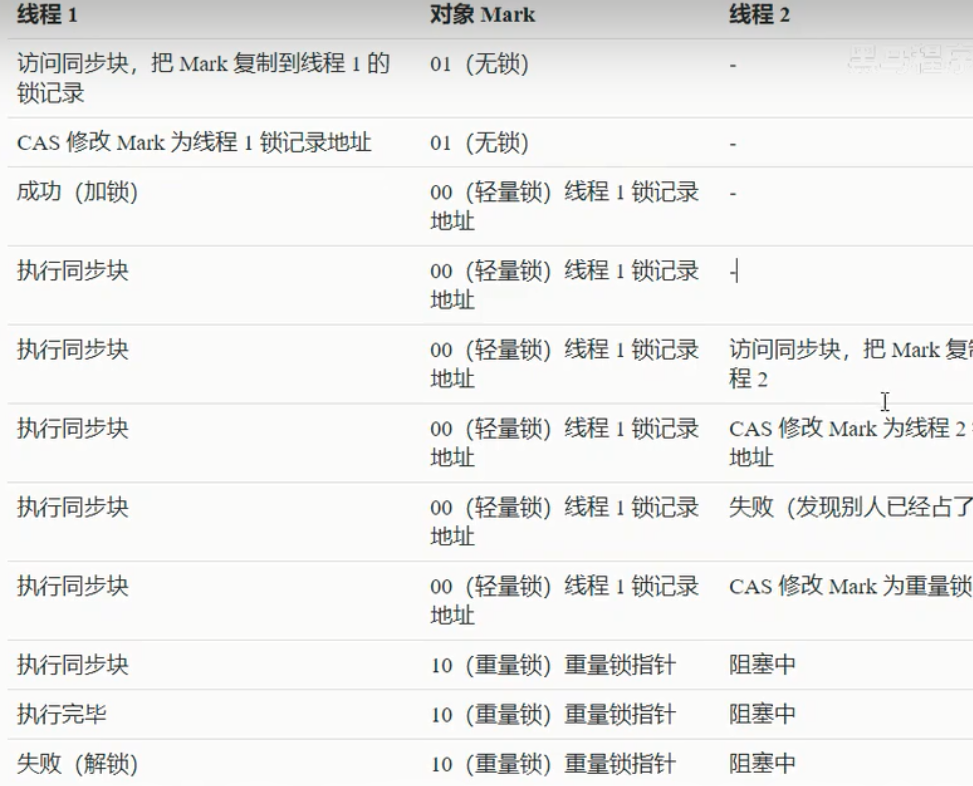 线程 1 对象 Mark 线程 2
访问同步块，把 Mark 复制到线程 1 的 01（无锁） -
锁记录
CAS 修改 Mark 为线程 1 锁记录地址 01（无锁） -
成功（加锁） 00（轻量锁）线程 1 锁记录 -
地址
执行同步块 00（轻量锁）线程 1 锁记录 -
地址
执行同步块 00（轻量锁）线程 1 锁记录 访问同步块，把 Mark 复
地址 程 2
执行同步块 00（轻量锁）线程 1 锁记录 CAS 修改 Mark 为线程 2
地址 地址
执行同步块 00（轻量锁）线程 1 锁记录 失败（发现别人已经占了
地址
执行同步块 00（轻量锁）线程 1 锁记录 CAS 修改 Mark 为重量锁
地址
执行同步块 10（重量锁）重量锁指针 阻塞中
执行完毕 10（重量锁）重量锁指针 阻塞中
失败（解锁） 10（重量锁）重量锁指针 阻塞中